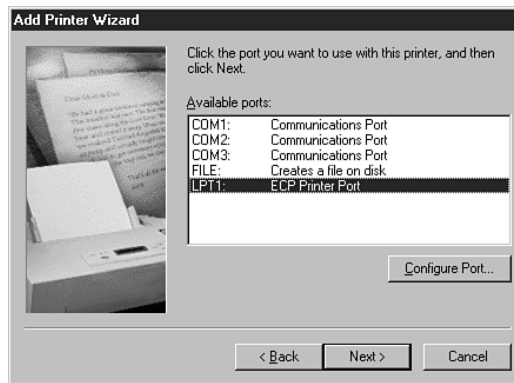 Add Printer Wizard
Click the port you want to use with this printer, and then
click Next.
Available ports:
COM1: Communications Port
COM2: Communications Port
COM3: Communications Port
FILE: Creates a file on disk
LPT1: ECP Printer Port
Configure Port...
< Back Next > Cancel